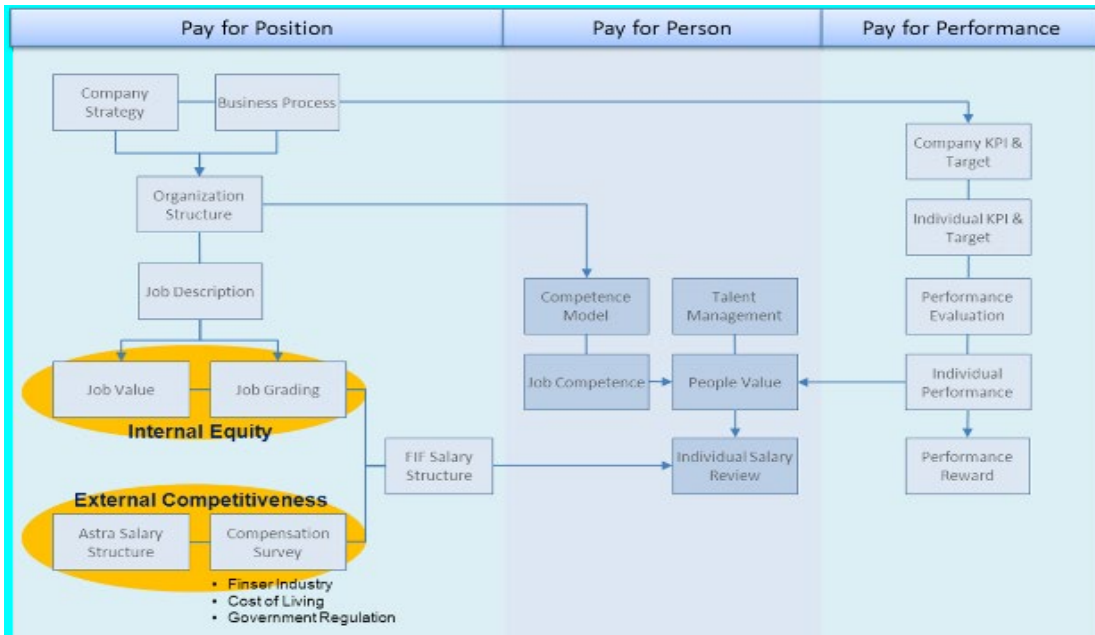 Pay for Position
Pay for Person
Pay for Performance
Company
Strategy
Business Process
Company KPI &
Target
Organization
Structure
Individual KPI &
Target
Job Description
Competence
Model
Talent
Management
Performance
Evaluation
Job Value
Job Grading
Internal Equity
Job Competence
People Value
Individual
Performance
FIF Salary
Structure
Individual Salary
Review
Performance
Reward
External Competitiveness
Astra Salary
Structure
Compensation
Survey
• Finser Industry
• Cost of Living
• Government Regulation